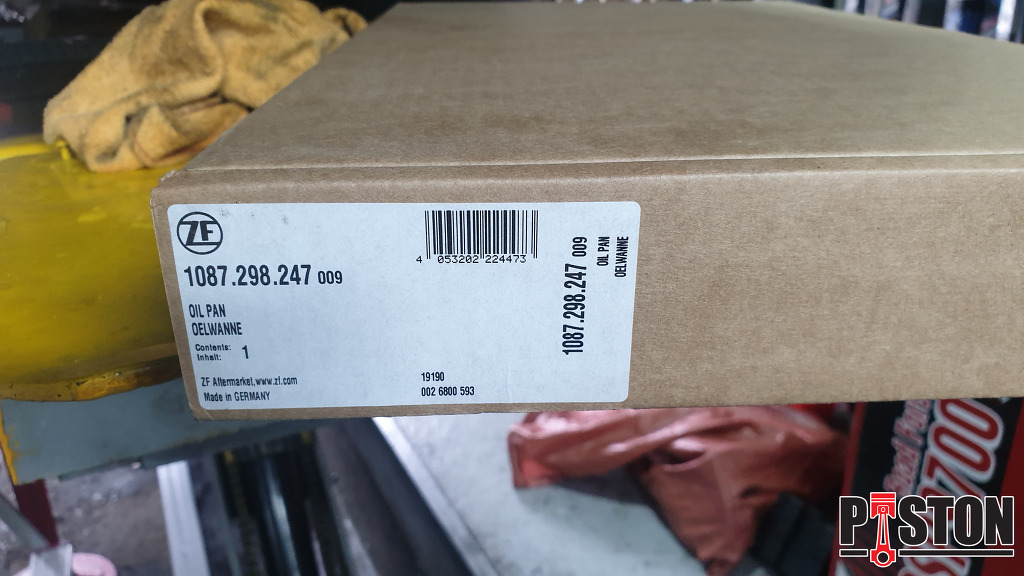 ZF
1087.298.247 009
OIL PAN
OELWANNE
Contents:
Inhalt: 1
ZF Aftermarket,www.zf.com
Made in GERMANY
4 053202 224473
19190
002 6800 593
1087.298.247 009
OIL PAN
OELWANNE
700
PISTON